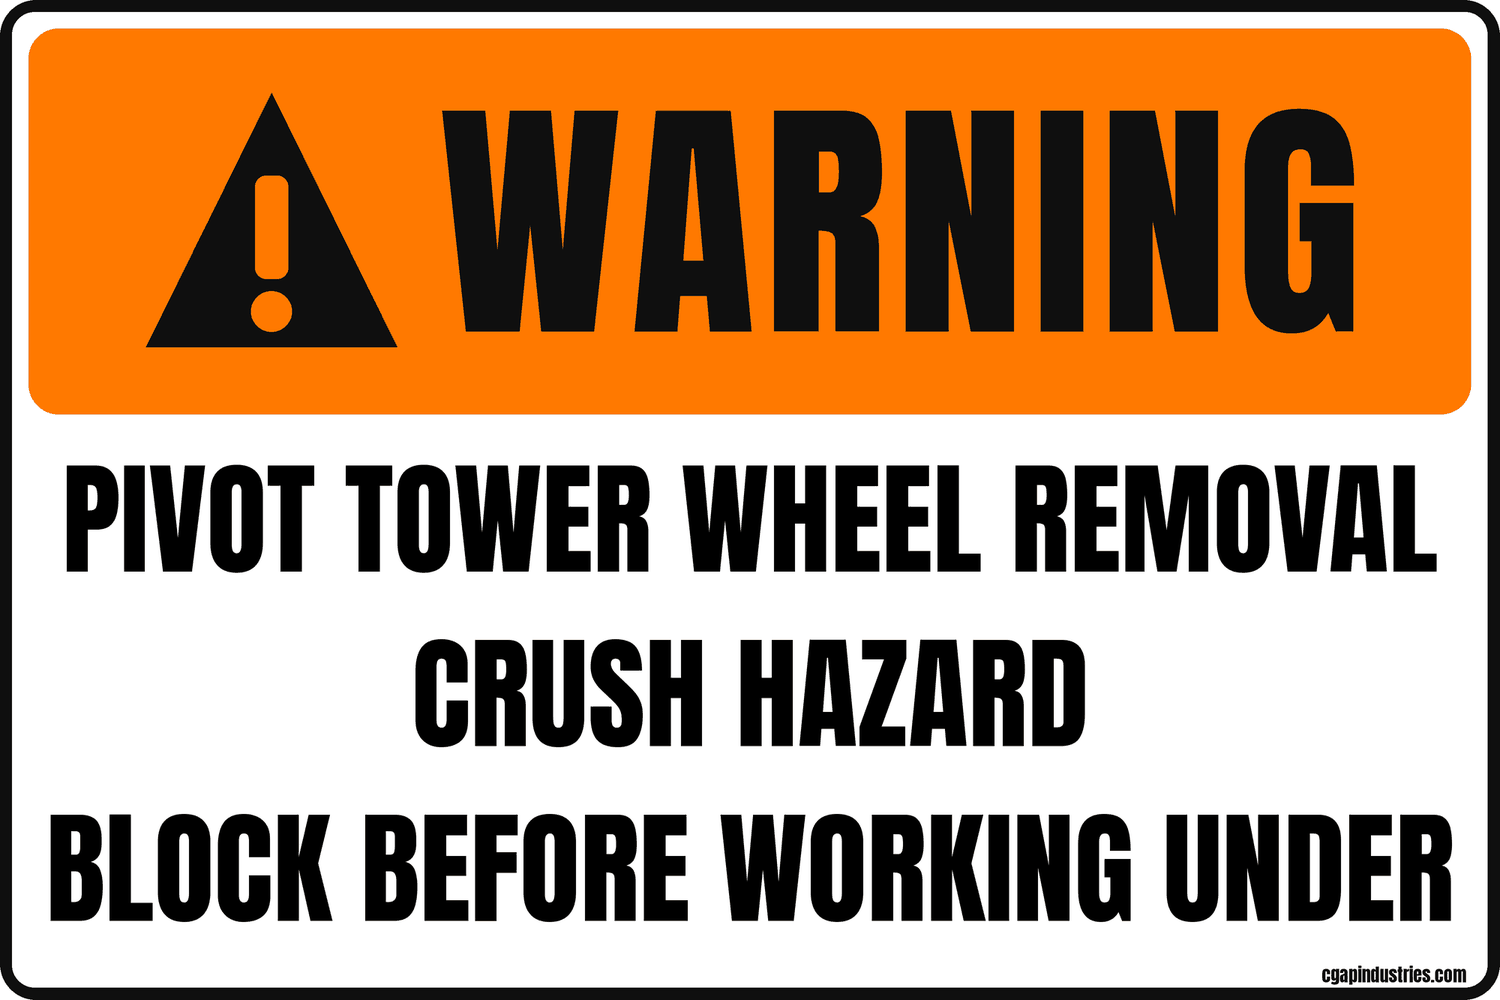 WARNING
PIVOT TOWER WHEEL REMOVAL
CRUSH HAZARD
BLOCK BEFORE WORKING UNDER
cgapindustries.com